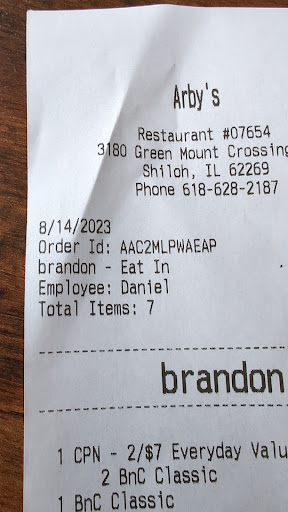 Arby's
Restaurant #07654
3180 Green Mount Crossing
Shiloh, IL 62269
Phone 618-628-2187
8/14/2023
Order Id: AAC2MLPWAEAP
brandon - Eat In
Employee: Daniel
Total Items: 7
brandon
1 CPN - 2/$7 Everyday Valu
2 BnC Classic
1 BnC Classic